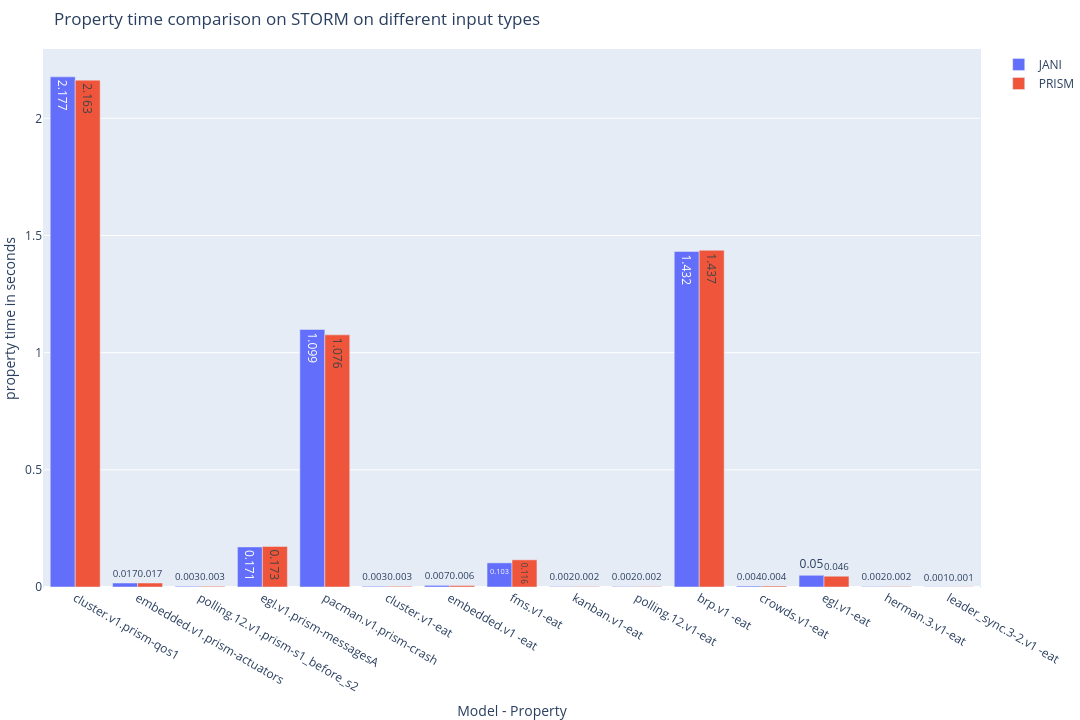 Property time comparison on STORM on different input types
JANI
PRISM
property time in seconds
2
1.5
1
0.5
0
2.177
2.163
0.017
0.017
0.003
0.003
0.171
0.173
1.099
1.076
0.003
0.003
0.007
0.006
0.103
0.116
0.002
0.002
0.002
0.002
1.432
1.437
0.004
0.004
0.05
0.046
0.002
0.002
0.001
0.001
cluster.v1.prism-qos1
embedded.v1.prism-actuators
polling.12.v1.prism-s1_before_s2
egl.v1.prism-messagesA
pacman.v1.prism-crash
cluster.v1-eat
embedded.v1 -eat
fms.v1-eat
kanban.v1-eat
polling.12.v1-eat
brp.v1 -eat
crowds.v1-eat
egl.v1-eat
herman.3.v1-eat
leader_sync.3-2.v1 -eat
Model - Property